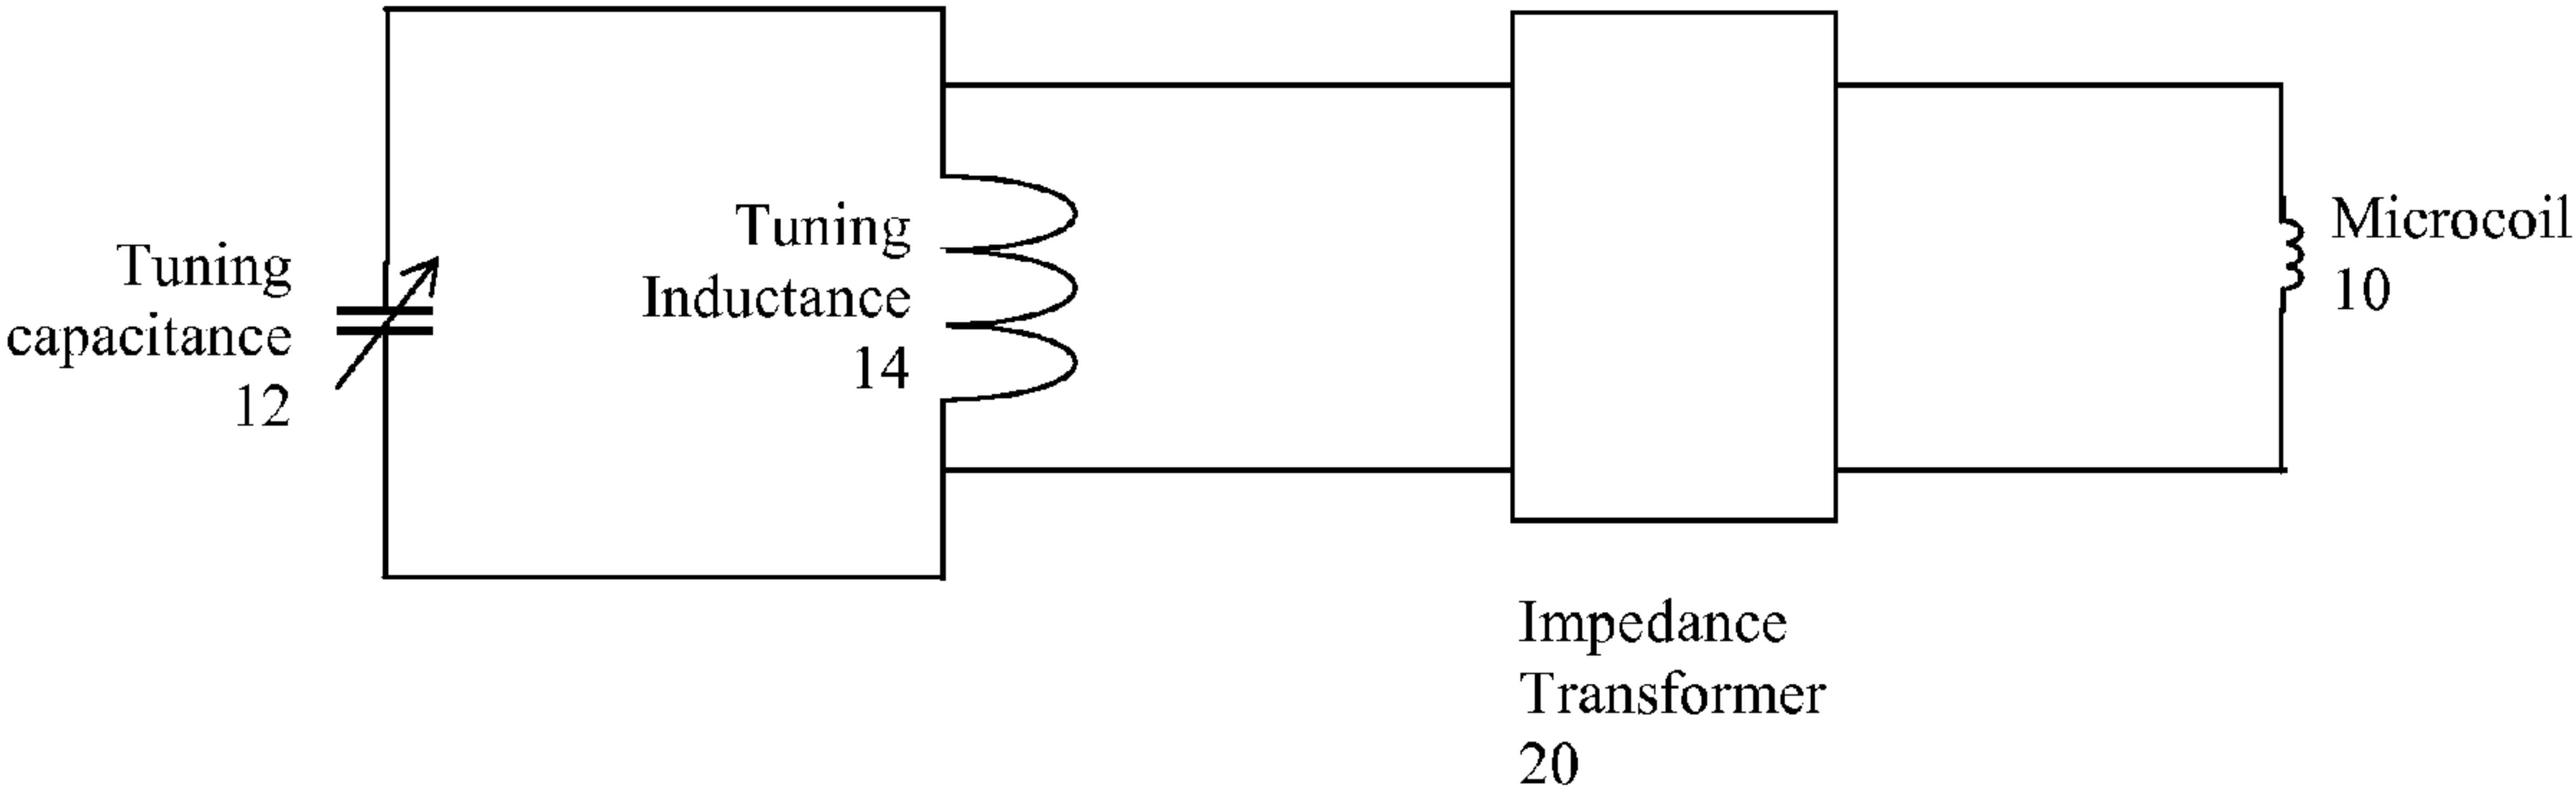 Tuning
capacitance
12
Tuning
Inductance
14
Impedance
Transformer
20
Microcoil
10